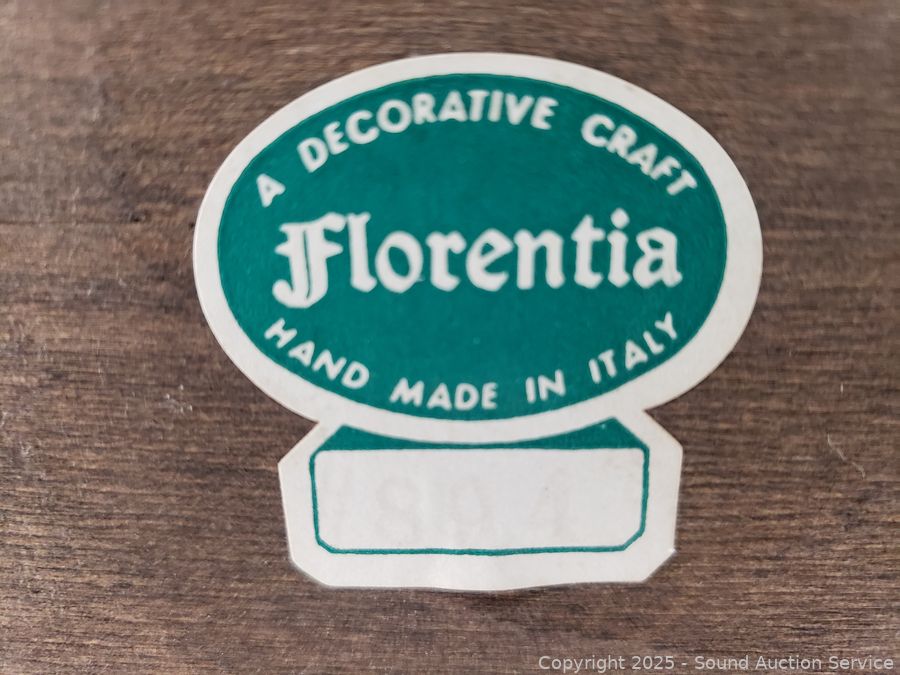 A DECORATIVE CRAFT
Florentia
HAND MADE IN ITALY
Copyright 2025 - Sound Auction Service